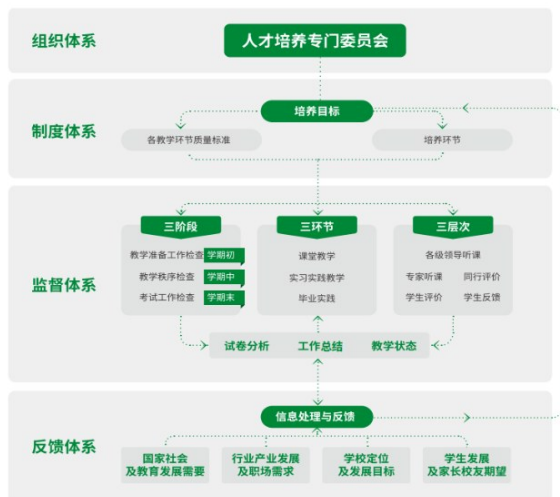 组织体系
人才培养专门委员会
制度体系
培养目标
各教学环节质量标准
培养环节
监督体系
三阶段
教学准备工作检查 学期初
教学秩序检查 学期中
考试工作检查 学期末
三环节
课堂教学
实习实践教学
毕业实践
三层次
各级领导听课
专家听课 同行评价
学生评价 学生反馈
试卷分析 工作总结 教学状态
反馈体系
信息处理与反馈
国家社会
及教育发展需要
行业产业发展
及职场需求
学校定位
及发展目标
学生发展
及家长校友期望